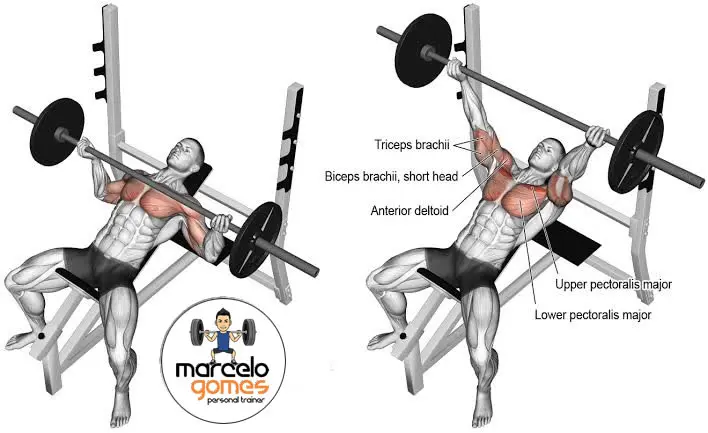 Triceps brachii
Biceps brachii, short head
Anterior deltoid
Upper pectoralis major
Lower pectoralis major
marcelo
gomes
personal trainer